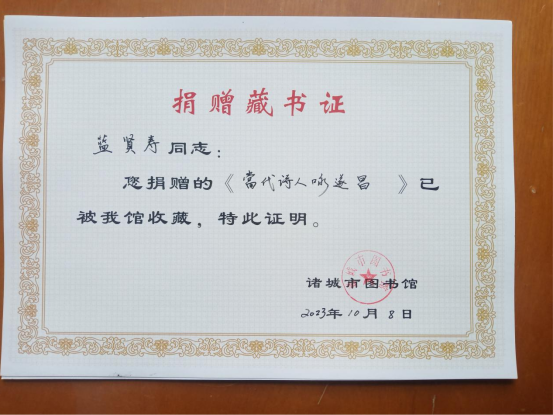 捐赠藏书证
蓝贤寿同志：
您捐赠的《當代诗人咏遂昌》已
被我馆收藏，特此证明。
诸城市图书馆
2023年10月8日